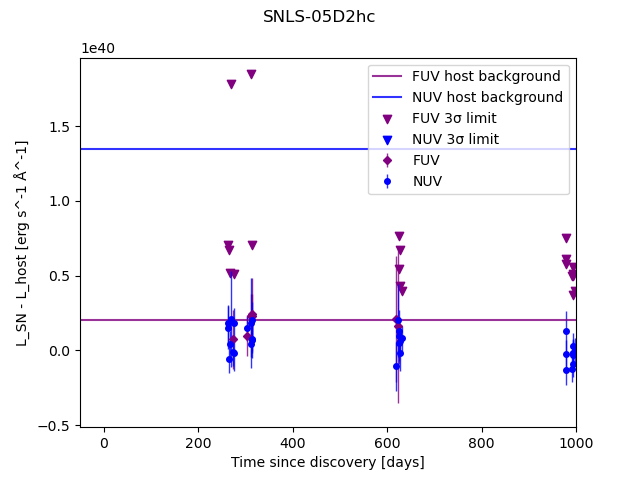 SNLS-05D2hc
1e40
FUV host background
NUV host background
FUV 3σ limit
NUV 3σ limit
FUV
NUV
1.5
1.0
0.5
0.0
−0.5
L_SN - L_host [erg s^-1 Å^-1]
0 200 400 600 800 1000
Time since discovery [days]